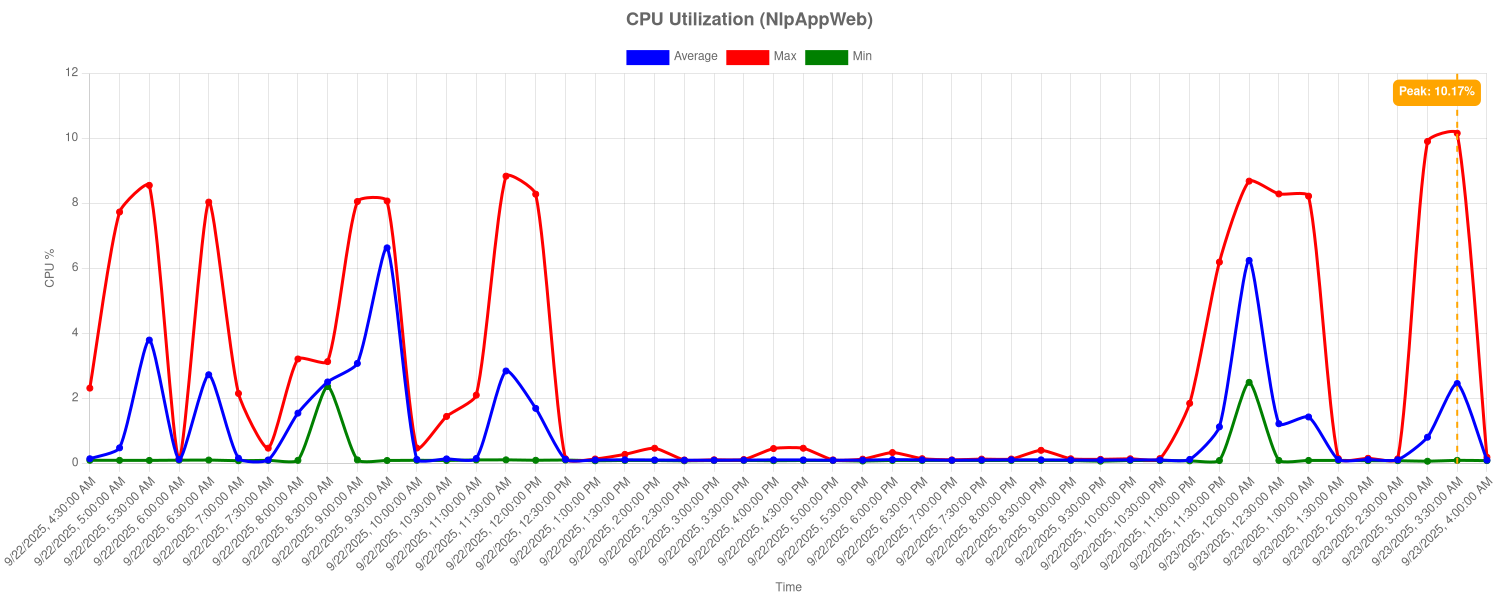 CPU Utilization (NlpAppWeb)
Average Max Min
12
Peak: 10.17%
10
8
6
4
2
0
CPU %
9/22/2025, 4:30:00 AM
9/22/2025, 5:00:00 AM
9/22/2025, 5:30:00 AM
9/22/2025, 6:00:00 AM
9/22/2025, 6:30:00 AM
9/22/2025, 7:00:00 AM
9/22/2025, 7:30:00 AM
9/22/2025, 8:00:00 AM
9/22/2025, 8:30:00 AM
9/22/2025, 9:00:00 AM
9/22/2025, 9:30:00 AM
9/22/2025, 10:00:00 AM
9/22/2025, 10:30:00 AM
9/22/2025, 11:00:00 AM
9/22/2025, 11:30:00 AM
9/22/2025, 12:00:00 PM
9/22/2025, 12:30:00 PM
9/22/2025, 1:00:00 PM
9/22/2025, 1:30:00 PM
9/22/2025, 2:00:00 PM
9/22/2025, 2:30:00 PM
9/22/2025, 3:00:00 PM
9/22/2025, 3:30:00 PM
9/22/2025, 4:00:00 PM
9/22/2025, 4:30:00 PM
9/22/2025, 5:00:00 PM
9/22/2025, 5:30:00 PM
9/22/2025, 6:00:00 PM
9/22/2025, 6:30:00 PM
9/22/2025, 7:00:00 PM
9/22/2025, 7:30:00 PM
9/22/2025, 8:00:00 PM
9/22/2025, 8:30:00 PM
9/22/2025, 9:00:00 PM
9/22/2025, 9:30:00 PM
9/22/2025, 10:00:00 PM
9/22/2025, 10:30:00 PM
9/22/2025, 11:00:00 PM
9/22/2025, 11:30:00 PM
9/23/2025, 12:00:00 AM
9/23/2025, 12:30:00 AM
9/23/2025, 1:00:00 AM
9/23/2025, 1:30:00 AM
9/23/2025, 2:00:00 AM
9/23/2025, 2:30:00 AM
9/23/2025, 3:00:00 AM
9/23/2025, 3:30:00 AM
9/23/2025, 4:00:00 AM
Time